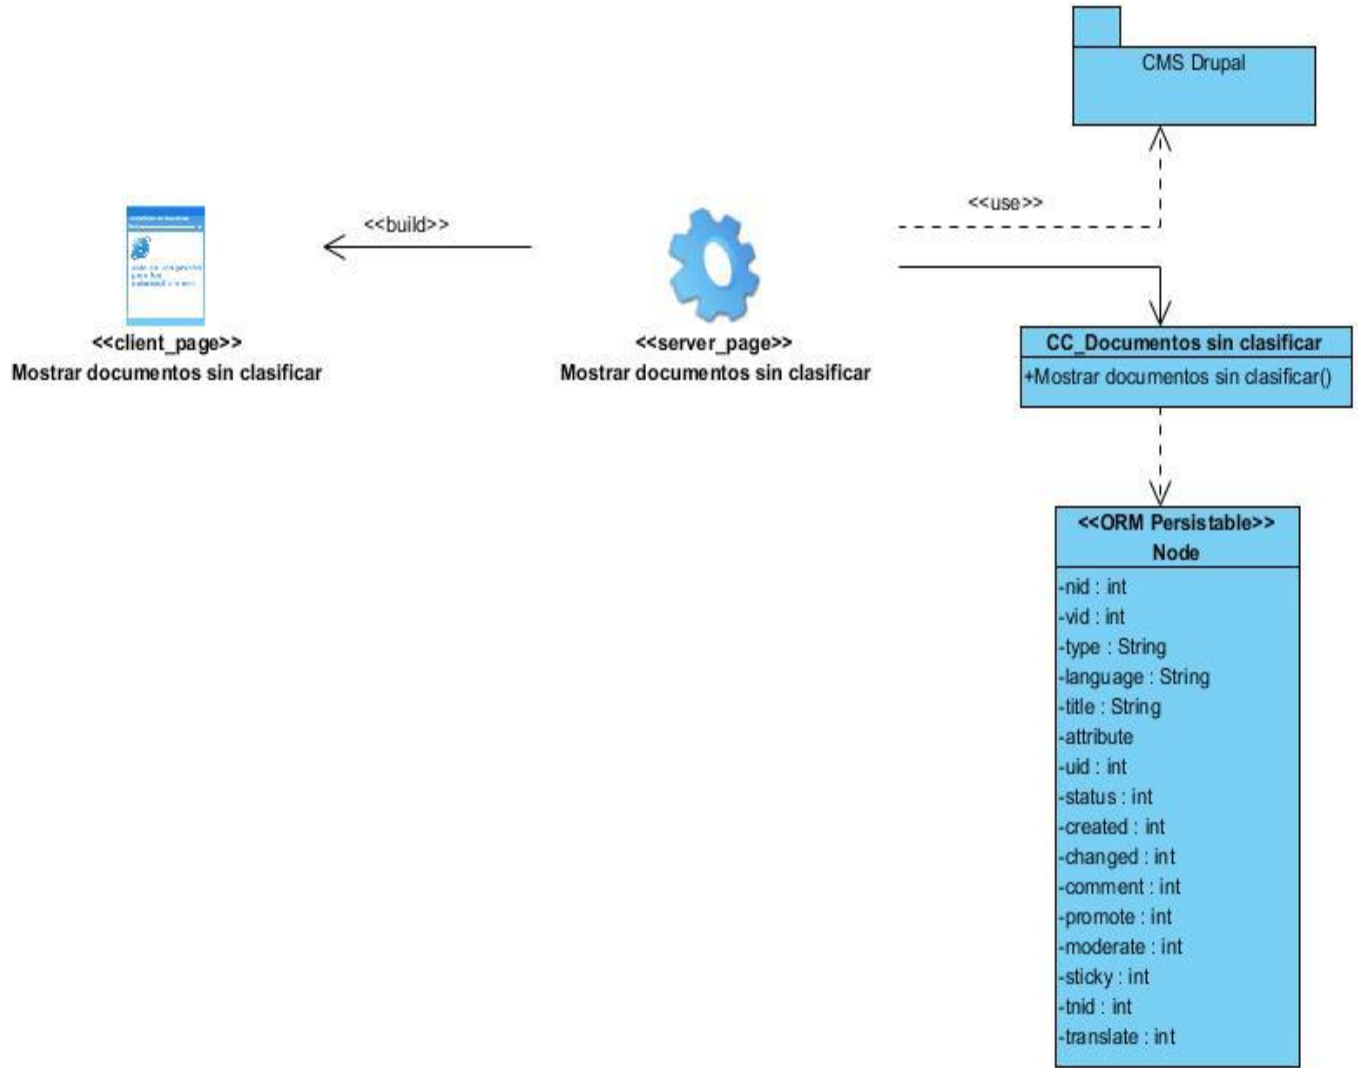 CMS Drupal
<<use>>
<<build>>
<<client_page>>
Mostrar documentos sin clasificar
<<server_page>>
Mostrar documentos sin clasificar
CC_Documentos sin clasificar
+Mostrar documentos sin clasificar()
<<ORM Persistable>>
Node
-nid : int
-vid : int
-type : String
-language : String
-title : String
-attribute
-uid : int
-status : int
-created : int
-changed : int
-comment : int
-promote : int
-moderate : int
-sticky : int
-tnid : int
-translate : int